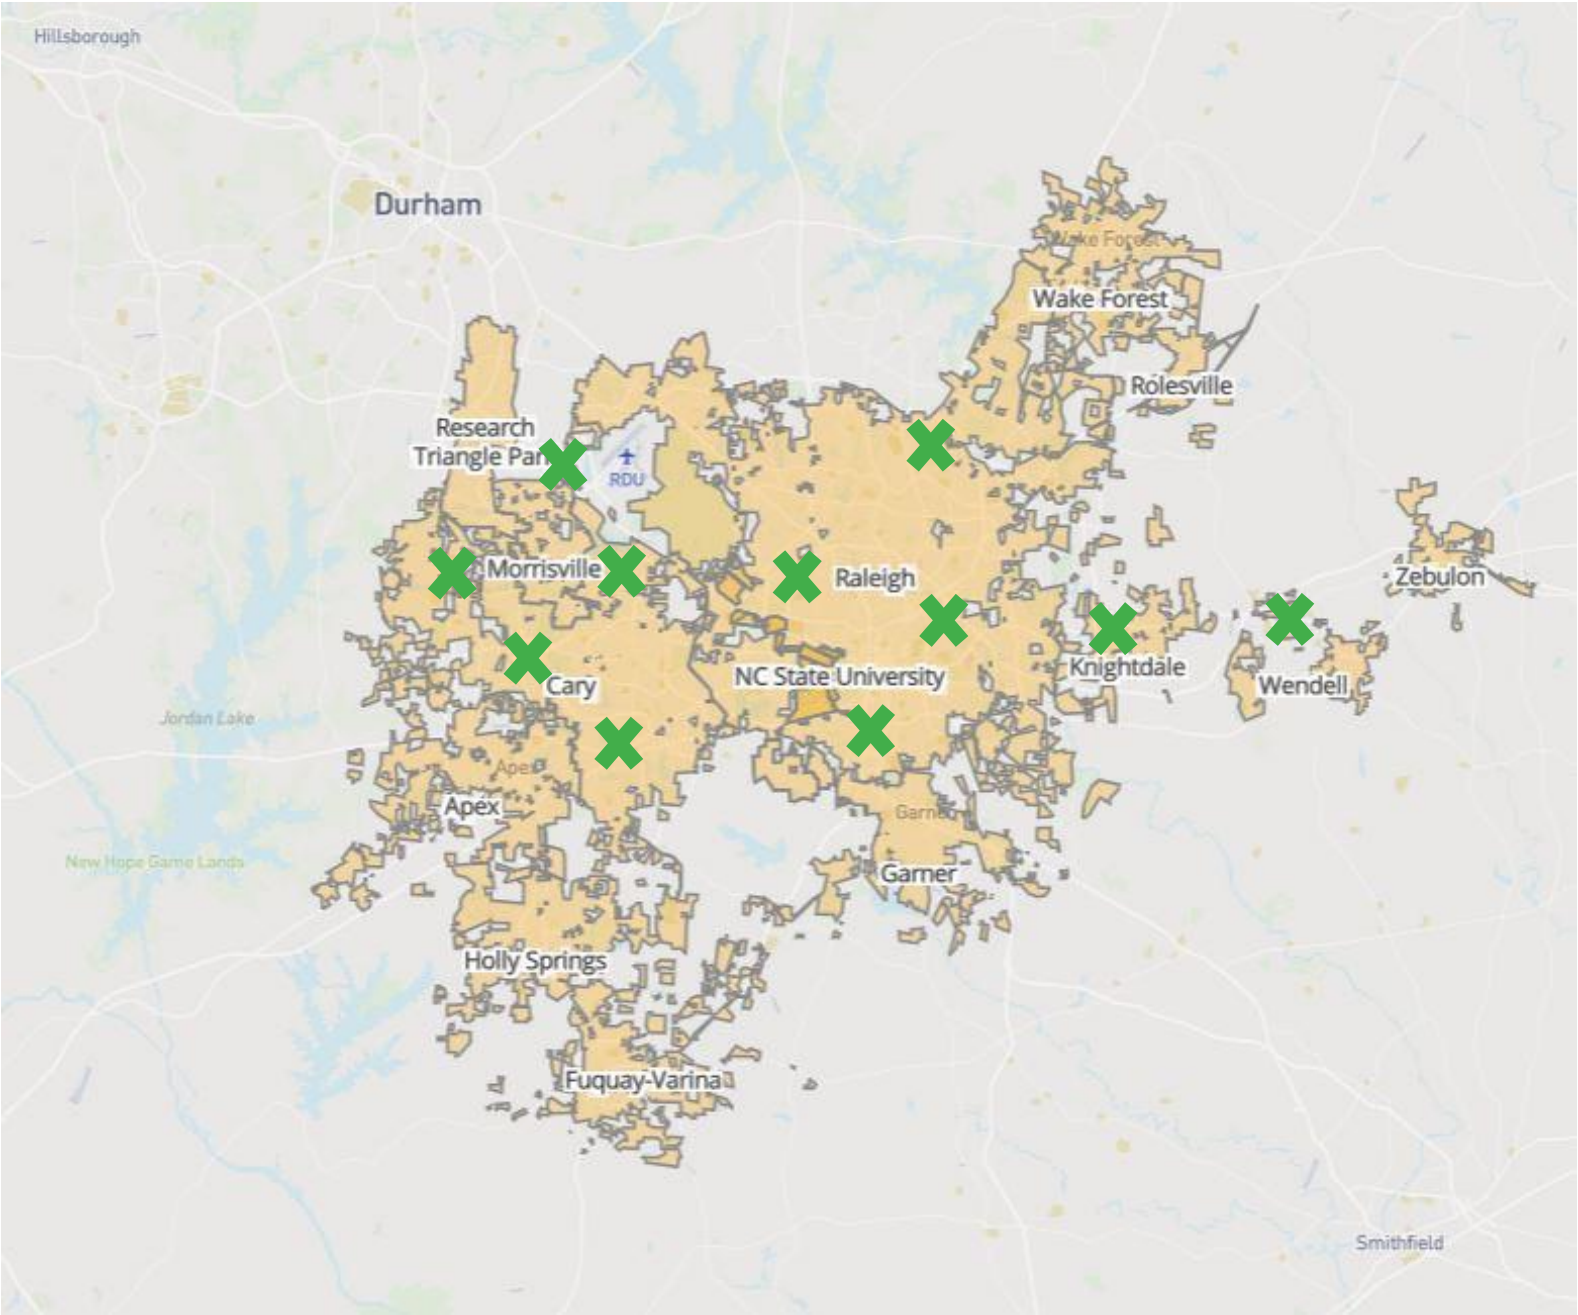 Hillsborough
Durham
Wake Forest
Wake Forest
Rolesville
Research
Triangle Par
RDU
Morrisville
Raleigh
Zebulon
Knightdale
NC State University
Wendell
Cary
Jordan Lake
Apex
Apex
Garner
New Hope Game Lands
Garner
Holly Springs
Fuquay-Varina
Smithfield